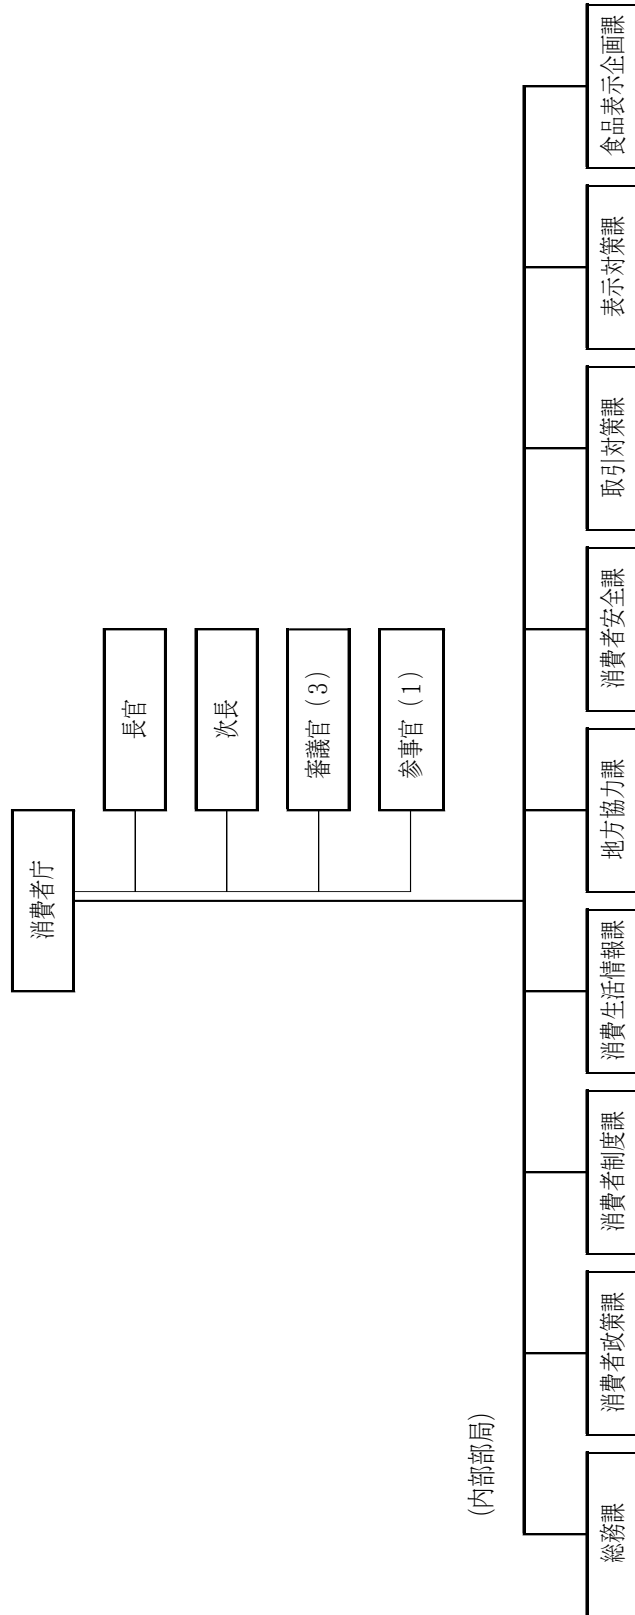 消費者庁
長官
次長
審議官（3）
参事官（1）
(内部部局)
総務課
消費者政策課
消費者制度課
消費生活情報課
地方協力課
消費者安全課
取引対策課
表示対策課
食品表示企画課